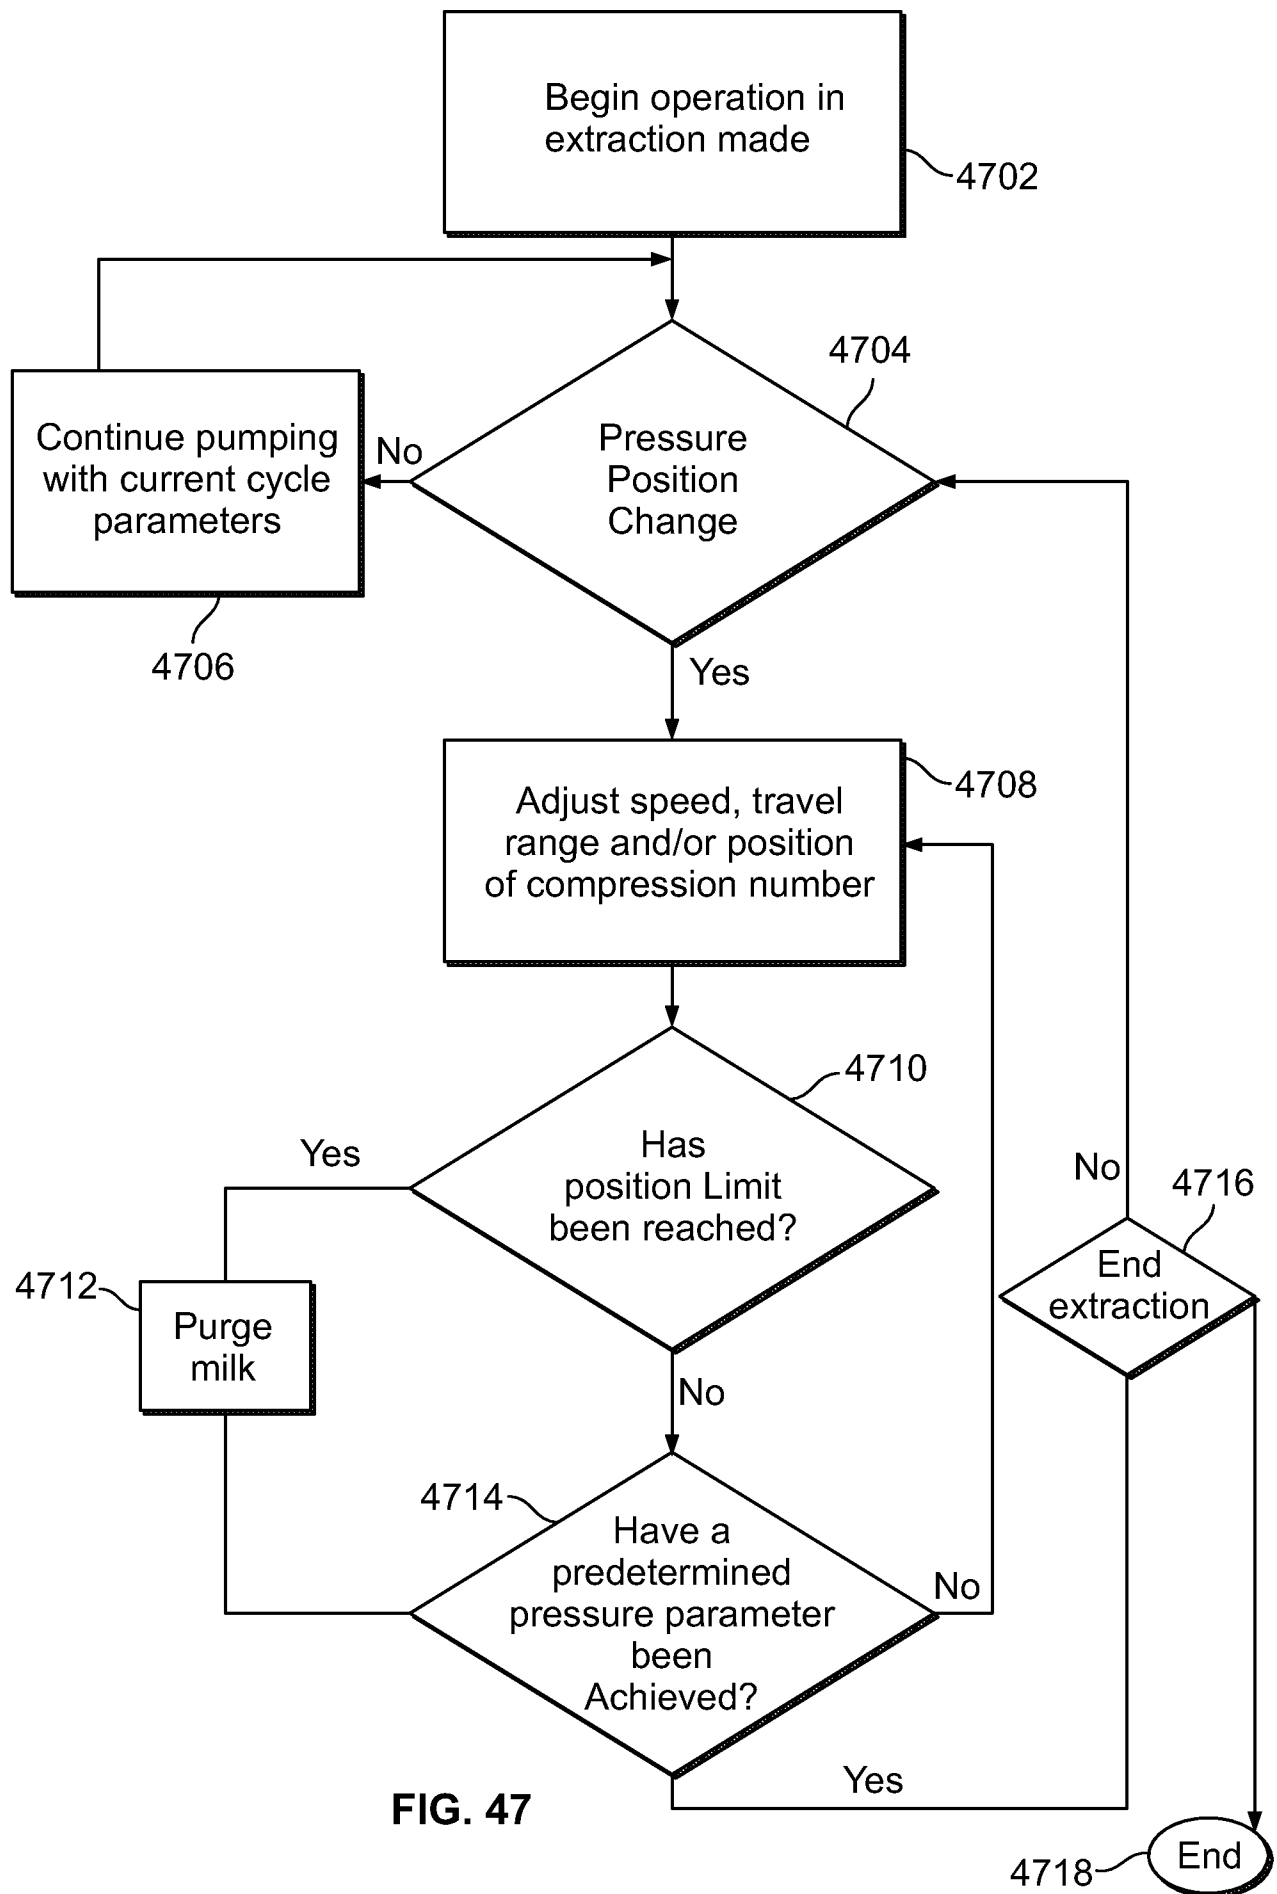 Begin operation in
extraction made
4702
4704
Pressure
Position
Change
No
Continue pumping
with current cycle
parameters
4706
Yes
4708
Adjust speed, travel
range and/or position
of compression number
4710
Has
position Limit
been reached?
Yes
No
4712
Purge
milk
No
4716
End
extraction
4714
Have a
predetermined
pressure parameter
been
Achieved?
No
Yes
FIG. 47
4718
End